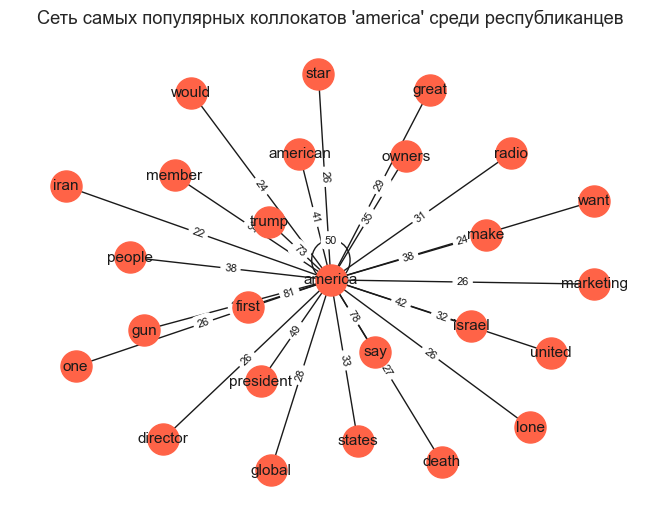 Сеть самых популярных коллокатов 'america' среди республиканцев
star
would
great
american
owners
radio
member
iran
26
24
29
want
trump
41
35
31
make
22
73
50
24
people
38
38
america
26
marketing
81
first
42
32
israel
gun
26
78
49
say
33
26
united
one
26
28
27
president
lone
director
states
death
global